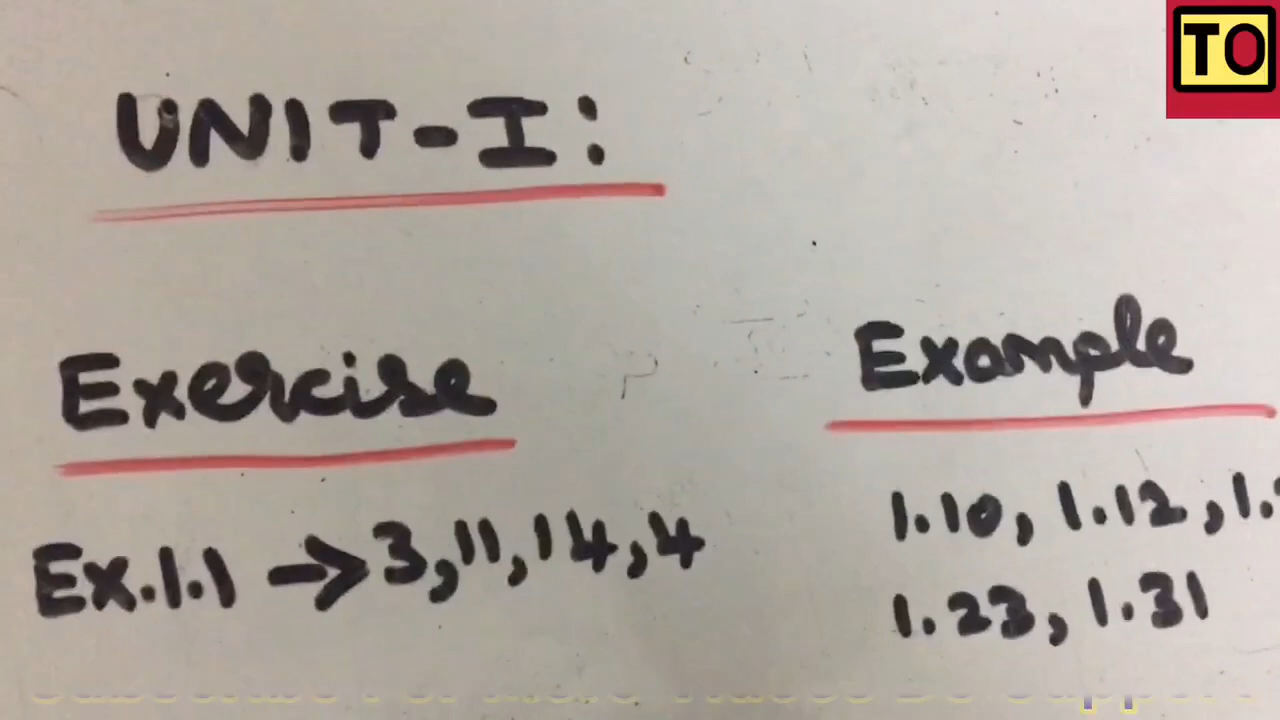 TO
UNIT-I:
Exercise
Example
Ex.1.1 → 3,11,14,4
1.10, 1.12, 1.
1.23, 1.31